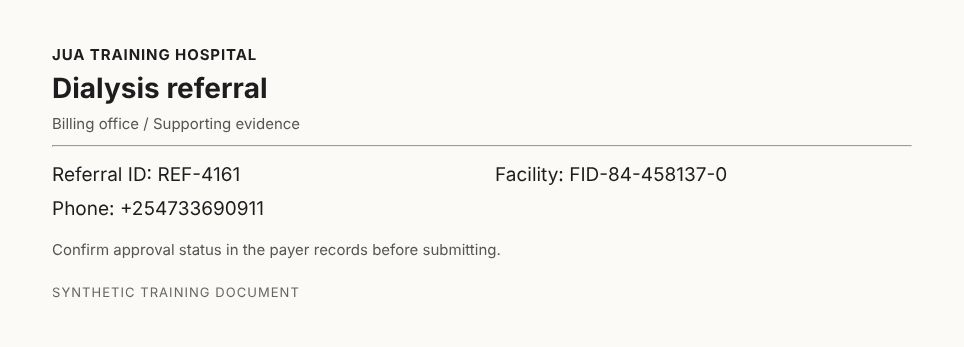 JUA TRAINING HOSPITAL
Dialysis referral
Billing office / Supporting evidence
Referral ID: REF-4161 Facility: FID-84-458137-0
Phone: +254733690911
Confirm approval status in the payer records before submitting.
SYNTHETIC TRAINING DOCUMENT